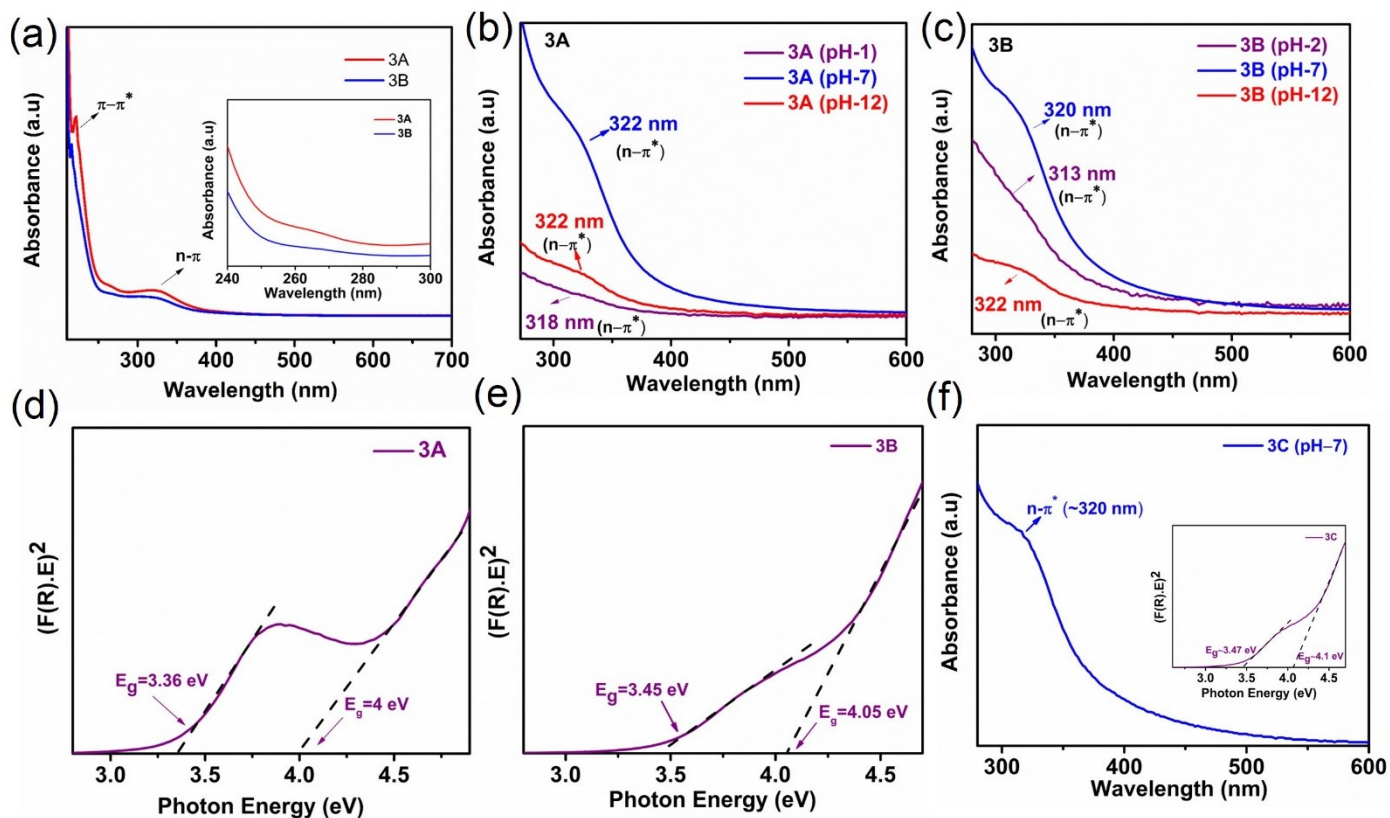 (a)
3A
3B
π–π*
n-π
3A
3B
Absorbance (a.u)
240 260 280 300
Wavelength (nm)
Absorbance (a.u)
300 400 500 600 700
Wavelength (nm)
(b)
3A
3A (pH-1)
3A (pH-7)
3A (pH-12)
322 nm
(n–π*)
322 nm
(n–π*)
318 nm (n–π*)
Absorbance (a.u)
300 400 500 600
Wavelength (nm)
(c)
3B
3B (pH-2)
3B (pH-7)
3B (pH-12)
320 nm
(n–π*)
313 nm
(n–π*)
322 nm
(n–π*)
Absorbance (a.u)
300 400 500 600
Wavelength (nm)
(d)
3A
Eg=3.36 eV
Eg=4 eV
(F(R).E)2
3.0 3.5 4.0 4.5
Photon Energy (eV)
(e)
3B
Eg=3.45 eV
Eg=4.05 eV
(F(R).E)2
3.0 3.5 4.0 4.5
Photon Energy (eV)
(f)
3C (pH–7)
n-π* (~320 nm)
3C
(F(R).E)2
Eg~3.47 eV
Eg~4.1 eV
3.0 3.5 4.0 4.5
Photon Energy (eV)
Absorbance (a.u)
300 400 500 600
Wavelength (nm)